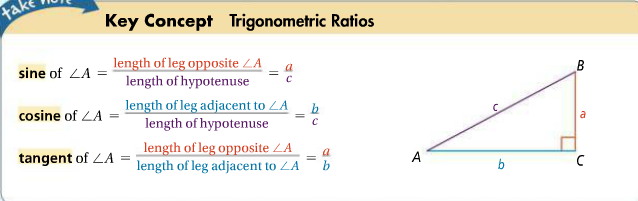 take note
Key Concept Trigonometric Ratios
sine of ∠A = length of leg opposite ∠A / length of hypotenuse = a/c
cosine of ∠A = length of leg adjacent to ∠A / length of hypotenuse = b/c
tangent of ∠A = length of leg opposite ∠A / length of leg adjacent to ∠A = a/b
B
c
a
A
b
C